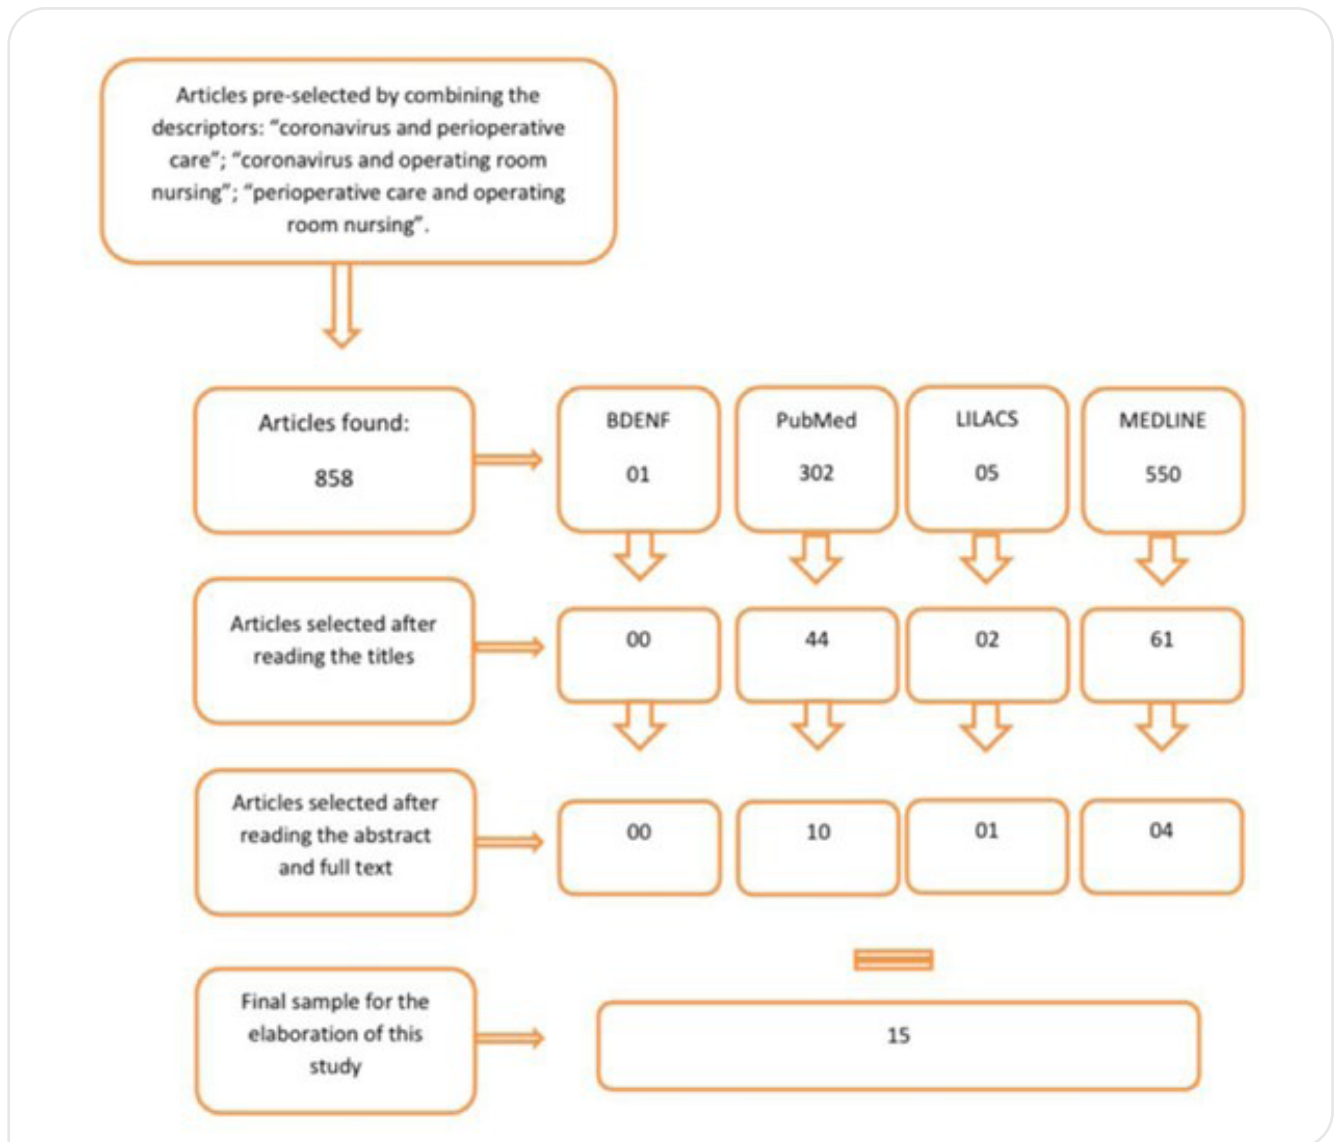 Articles pre-selected by combining the
descriptors: “coronavirus and perioperative
care”; “coronavirus and operating room
nursing”; “perioperative care and operating
room nursing”.
Articles found:
858
BDENF
01
PubMed
302
LILACS
05
MEDLINE
550
Articles selected after
reading the titles
00
44
02
61
Articles selected after
reading the abstract
and full text
00
10
01
04
Final sample for the
elaboration of this
study
15